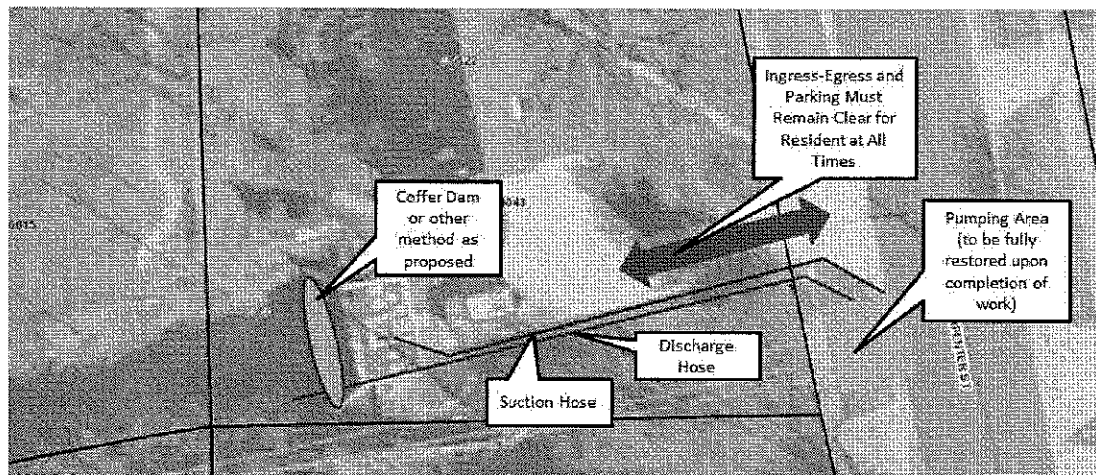 Ingress-Egress and
Parking Must
Remain Clear for
Resident at All
Times
Coffer Dam
or other
method as
proposed
Pumping Area
(to be fully
restored upon
completion of
work)
Discharge
Hose
Suction Hose